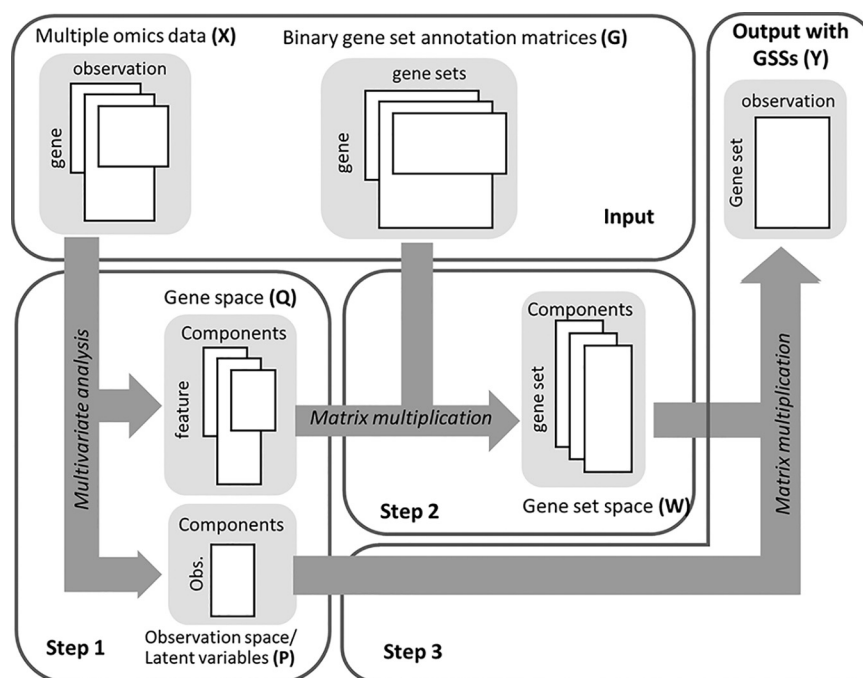 Multiple omics data (X)
observation
gene
Binary gene set annotation matrices (G)
gene sets
gene
Input
Output with
GSSs (Y)
observation
Gene set
Multivariate analysis
Gene space (Q)
Components
feature
Matrix multiplication
Components
gene set
Gene set space (W)
Step 2
Matrix multiplication
Components
Obs.
Observation space/
Latent variables (P)
Step 1
Step 3